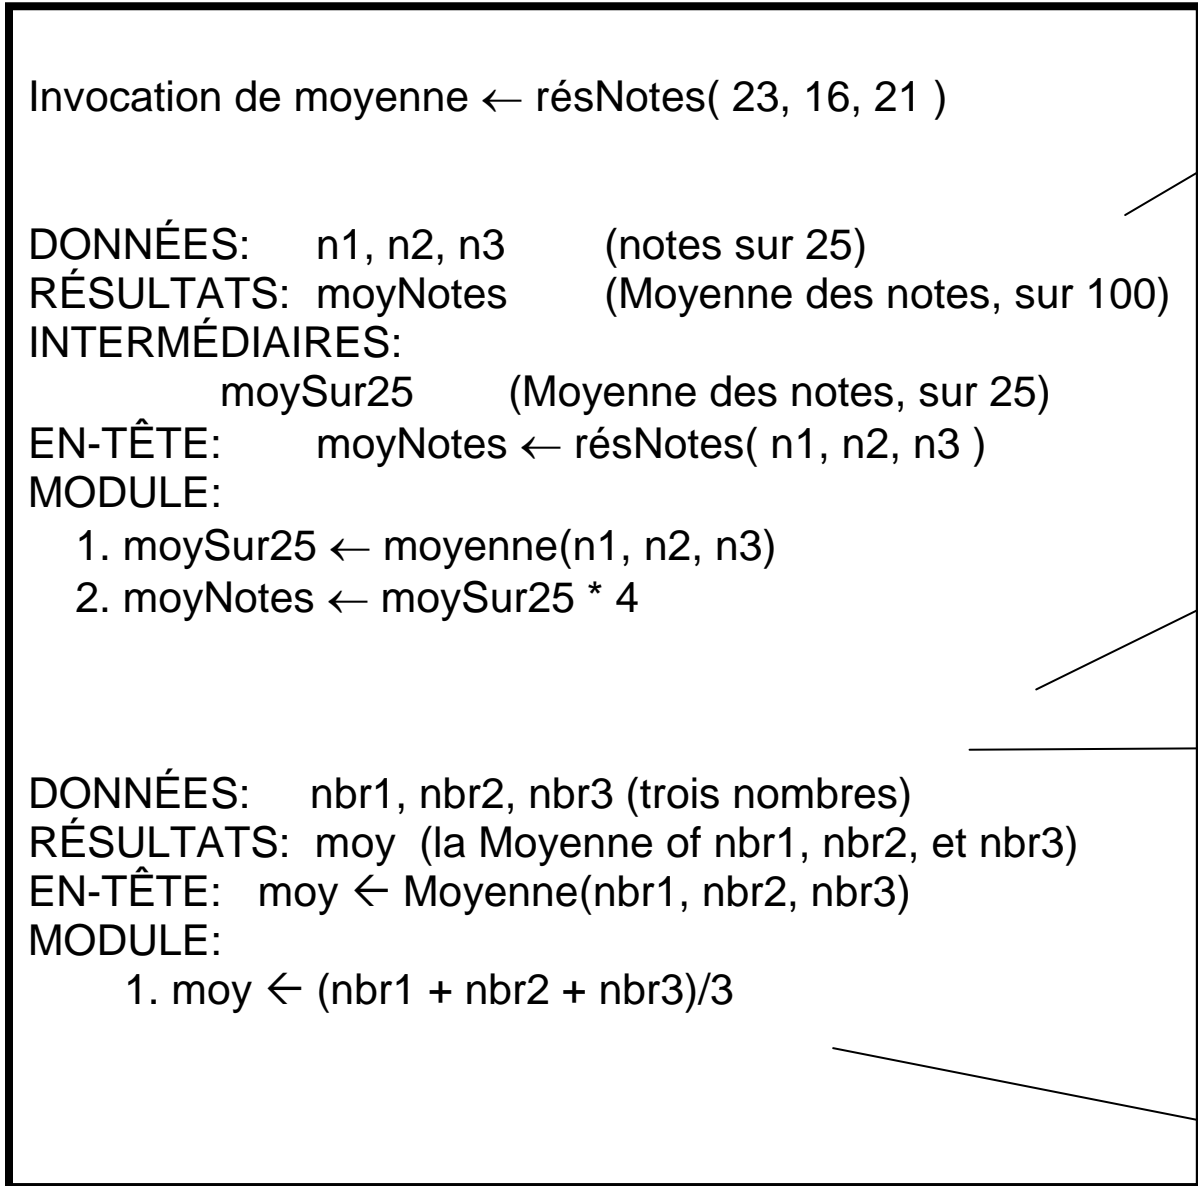 Invocation de moyenne ← résNotes( 23, 16, 21 )
DONNÉES: n1, n2, n3 (notes sur 25)
RÉSULTATS: moyNotes (Moyenne des notes, sur 100)
INTERMÉDIAIRES:
moySur25 (Moyenne des notes, sur 25)
EN-TÊTE: moyNotes ← résNotes( n1, n2, n3 )
MODULE:
1. moySur25 ← moyenne(n1, n2, n3)
2. moyNotes ← moySur25 * 4
DONNÉES: nbr1, nbr2, nbr3 (trois nombres)
RÉSULTATS: moy (la Moyenne of nbr1, nbr2, et nbr3)
EN-TÊTE: moy ← Moyenne(nbr1, nbr2, nbr3)
MODULE:
1. moy ← (nbr1 + nbr2 + nbr3)/3